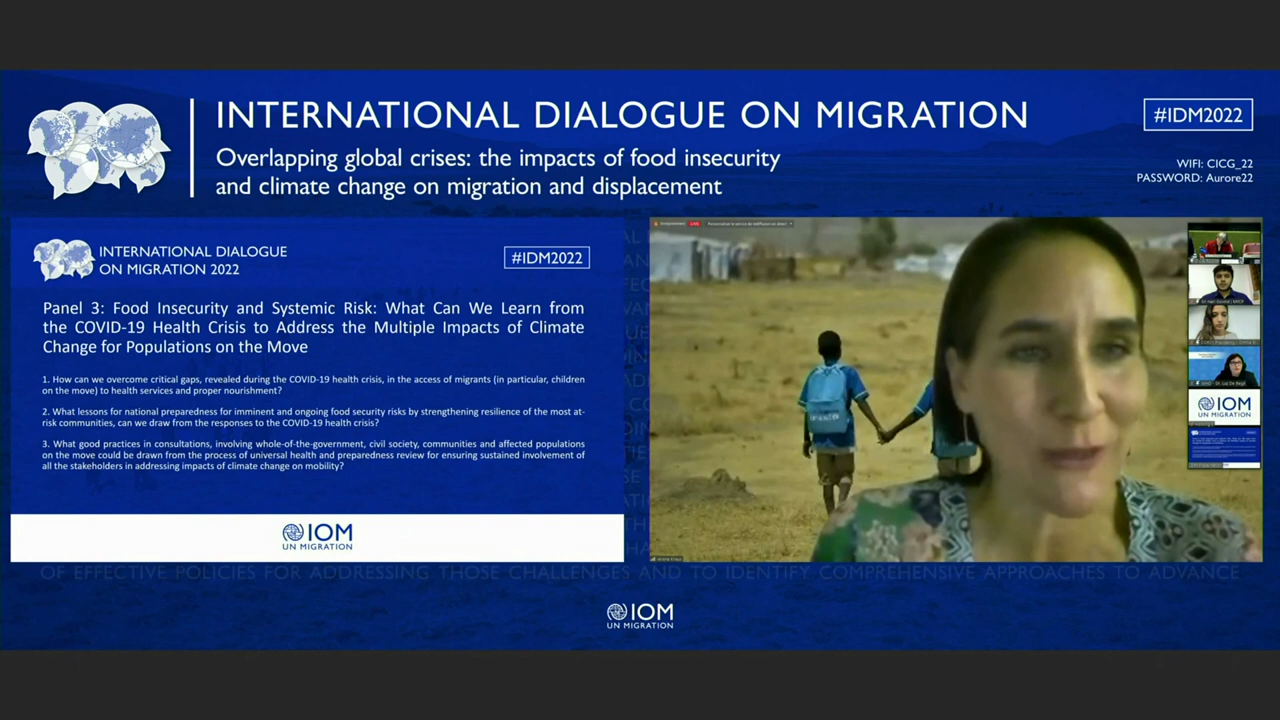 INTERNATIONAL DIALOGUE ON MIGRATION
Overlapping global crises: the impacts of food insecurity
and climate change on migration and displacement
#IDM2022
WIFI: CICG_22
PASSWORD: Aurore22
INTERNATIONAL DIALOGUE
ON MIGRATION 2022
#IDM2022
Panel 3: Food Insecurity and Systemic Risk: What Can We Learn from
the COVID-19 Health Crisis to Address the Multiple Impacts of Climate
Change for Populations on the Move
1. How can we overcome critical gaps, revealed during the COVID-19 health crisis, in the access of migrants (in particular, children
on the move) to health services and proper nourishment?
2. What lessons for national preparedness for imminent and ongoing food security risks by strengthening resilience of the most at-
risk communities, can we draw from the responses to the COVID-19 health crisis?
3. What good practices in consultations, involving whole-of-the-government, civil society, communities and affected populations
on the move could be drawn from the process of universal health and preparedness review for ensuring sustained involvement of
all the stakeholders in addressing impacts of climate change on mobility?
IOM
UN MIGRATION
LIVE
unicef
IOM
UN MIGRATION
OF EFFECTIVE POLICIES FOR ADDRESSING THOSE CHALLENGES AND TO IDENTIFY COMPREHENSIVE APPROACHES TO ADVANCE
IOM
UN MIGRATION